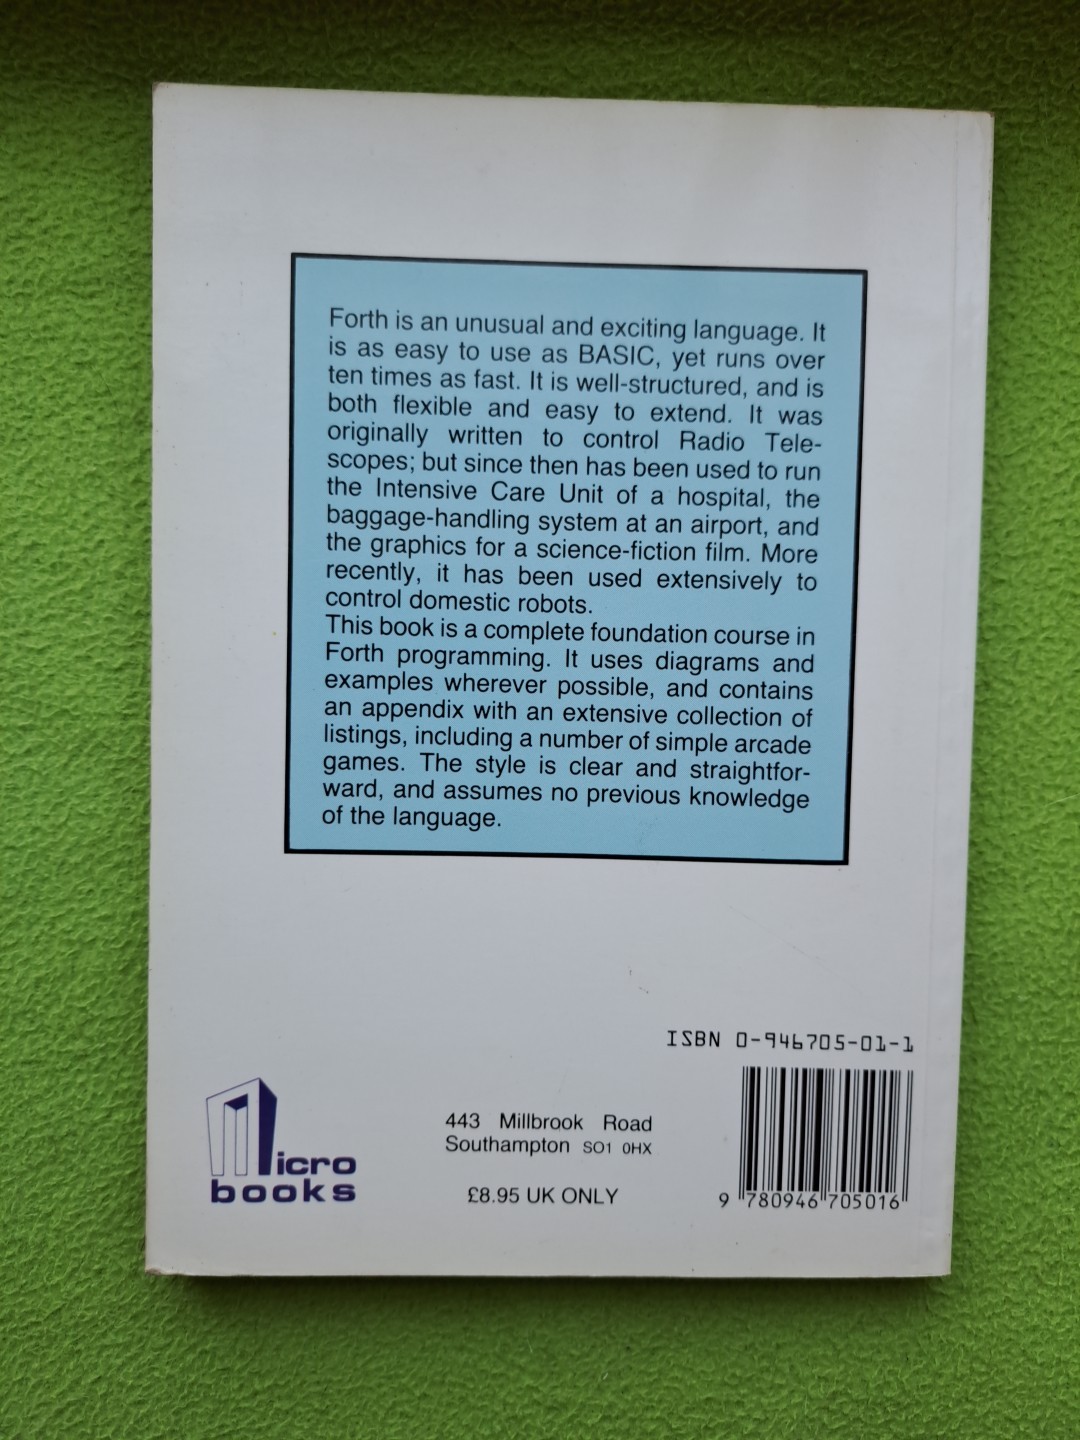 Forth is an unusual and exciting language. It
is as easy to use as BASIC, yet runs over
ten times as fast. It is well-structured, and is
both flexible and easy to extend. It was
originally written to control Radio Tele-
scopes; but since then has been used to run
the Intensive Care Unit of a hospital, the
baggage-handling system at an airport, and
the graphics for a science-fiction film. More
recently, it has been used extensively to
control domestic robots.
This book is a complete foundation course in
Forth programming. It uses diagrams and
examples wherever possible, and contains
an appendix with an extensive collection of
listings, including a number of simple arcade
games. The style is clear and straightfor-
ward, and assumes no previous knowledge
of the language.
Micro
books
443 Millbrook Road
Southampton SO1 0HX
£8.95 UK ONLY
ISBN 0-946705-01-1
9 780946 705016